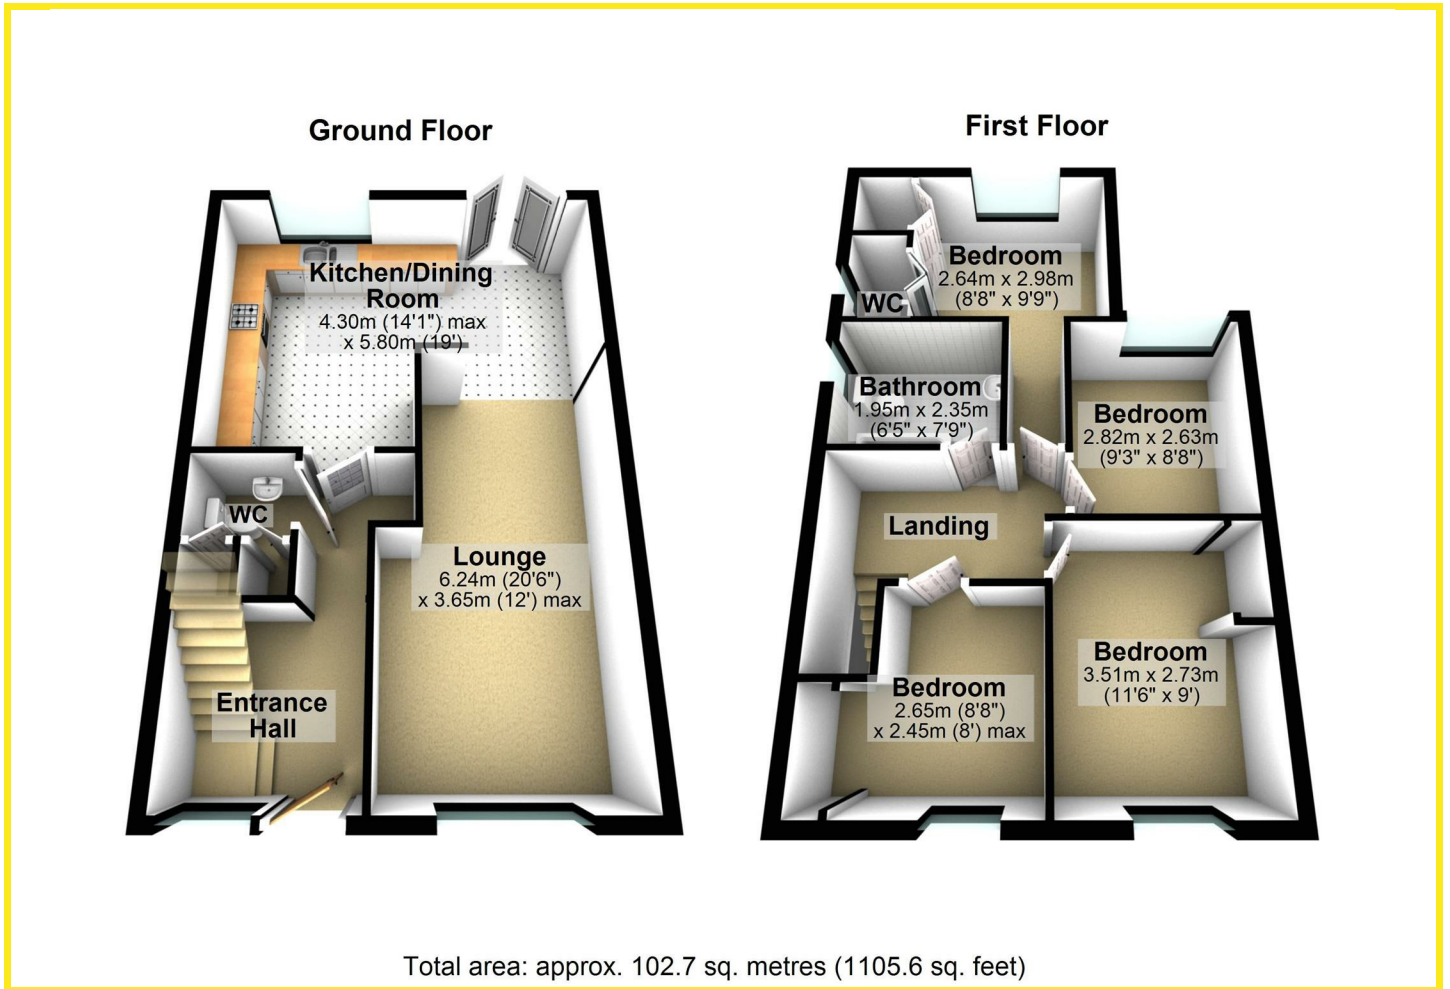 Ground Floor
Kitchen/Dining
Room
4.30m (14'1") max
x 5.80m (19')
WC
Lounge
6.24m (20'6")
x 3.65m (12') max
Entrance
Hall
First Floor
Bedroom
2.64m x 2.98m
(8'8" x 9'9")
WC
Bathroom
1.95m x 2.35m
(6'5" x 7'9")
Bedroom
2.82m x 2.63m
(9'3" x 8'8")
Landing
Bedroom
3.51m x 2.73m
(11'6" x 9')
Bedroom
2.65m (8'8")
x 2.45m (8') max
Total area: approx. 102.7 sq. metres (1105.6 sq. feet)